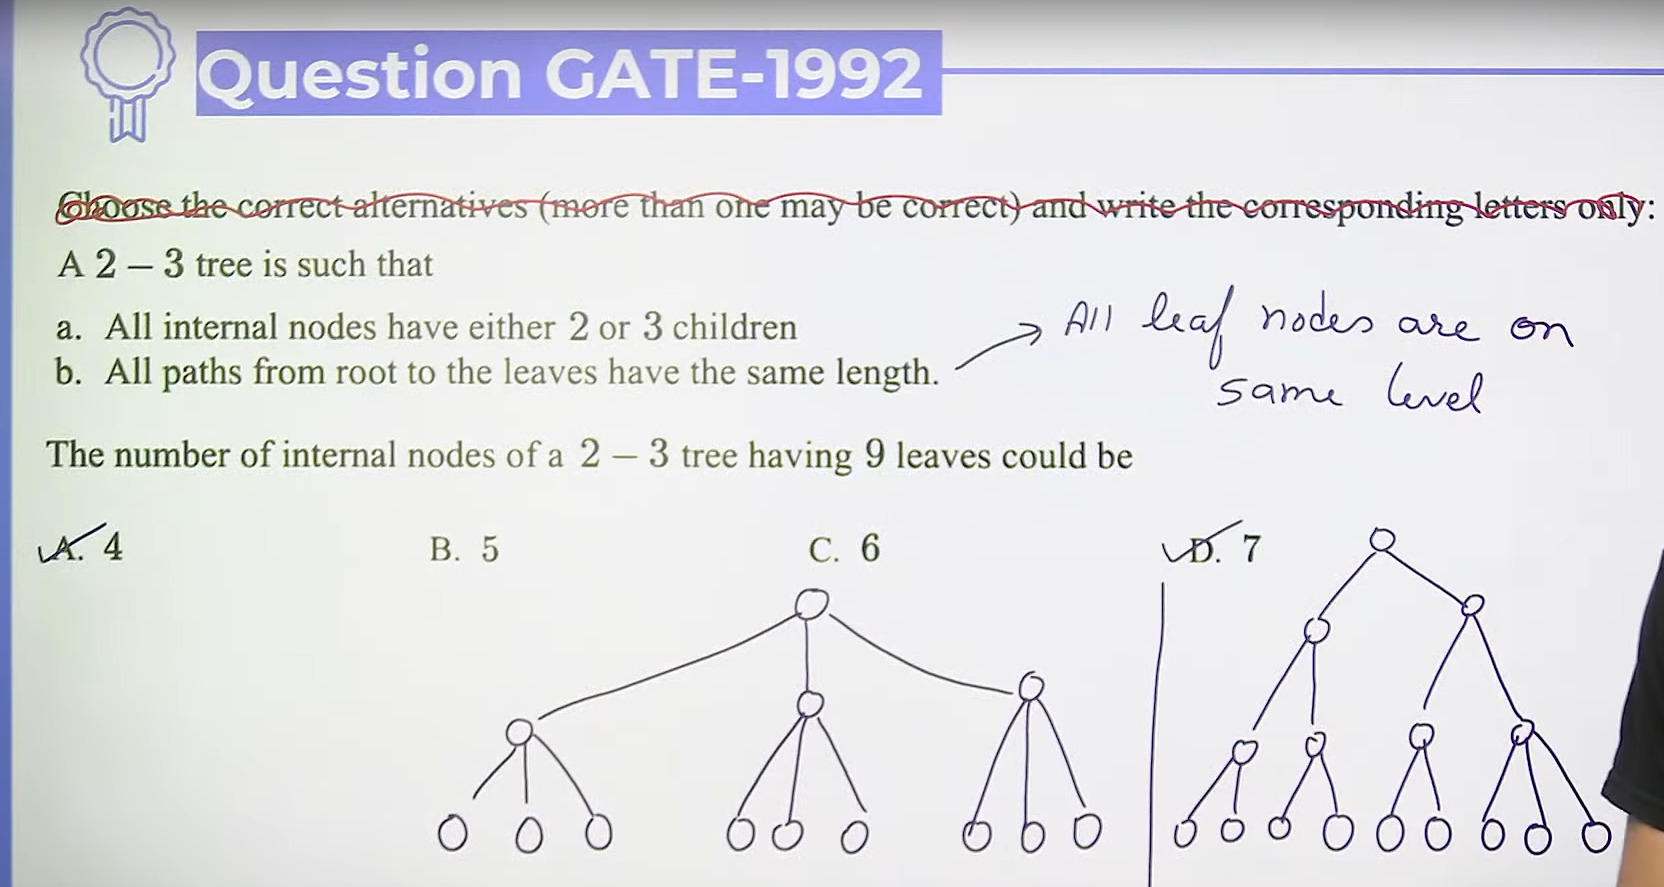 Question GATE-1992
Choose the correct alternatives (more than one may be correct) and write the corresponding letters only:
A 2 – 3 tree is such that
a. All internal nodes have either 2 or 3 children
b. All paths from root to the leaves have the same length.
All leaf nodes are on
same level
The number of internal nodes of a 2 – 3 tree having 9 leaves could be
A. 4 B. 5 C. 6 D. 7